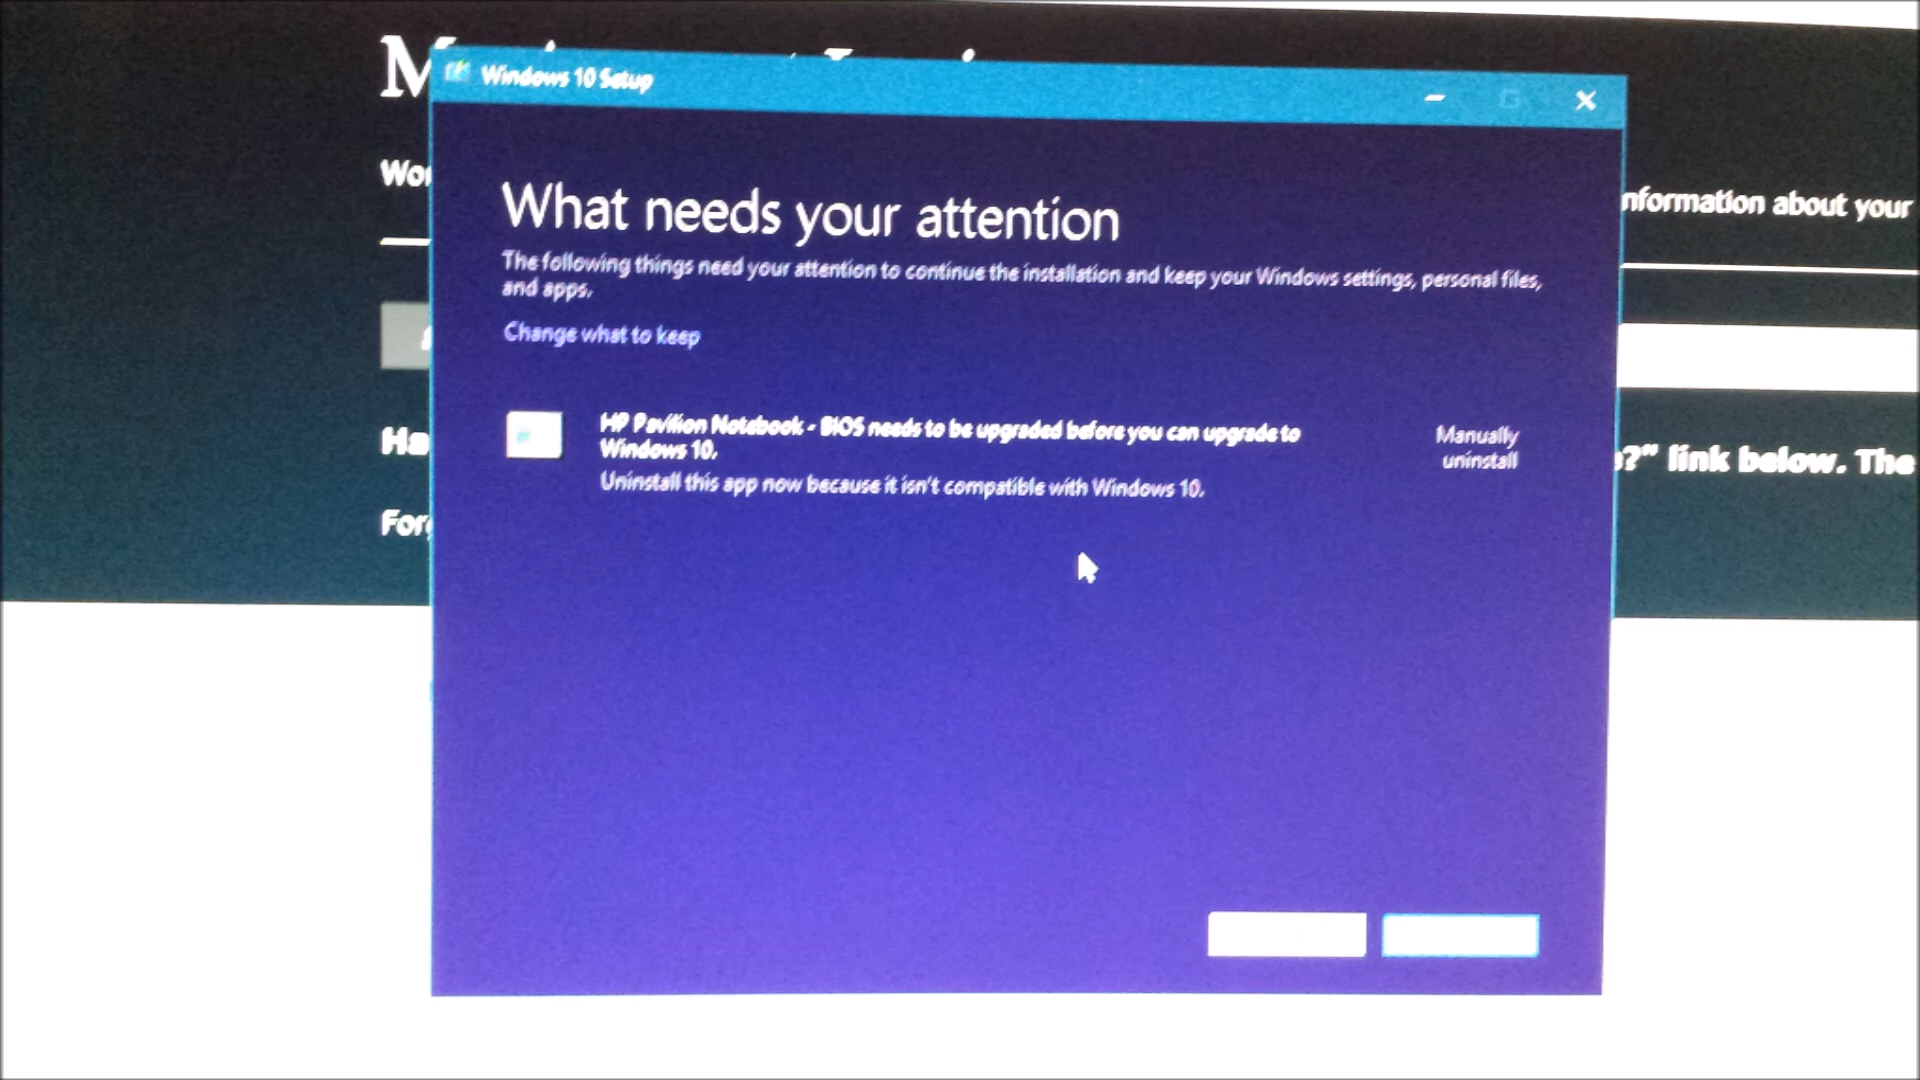 Windows 10 Setup
Wo
nformation about your
What needs your attention
The following things need your attention to continue the installation and keep your Windows settings, personal files,
and apps.
Change what to keep
HP Pavilion Notebook - BIOS needs to be upgraded before you can upgrade to
Windows 10.
Uninstall this app now because it isn't compatible with Windows 10.
Manually
uninstall
Ha
?" link below. The
For